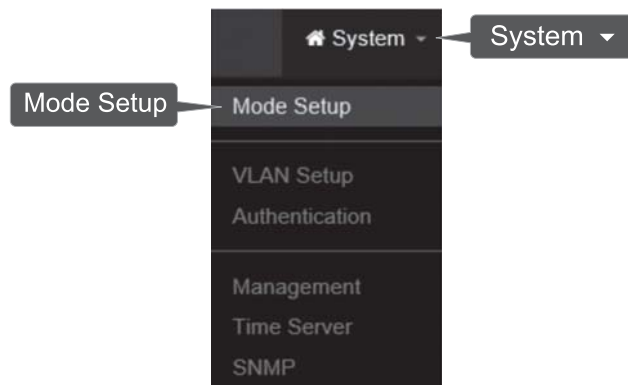 System
System
Mode Setup
Mode Setup
VLAN Setup
Authentication
Management
Time Server
SNMP